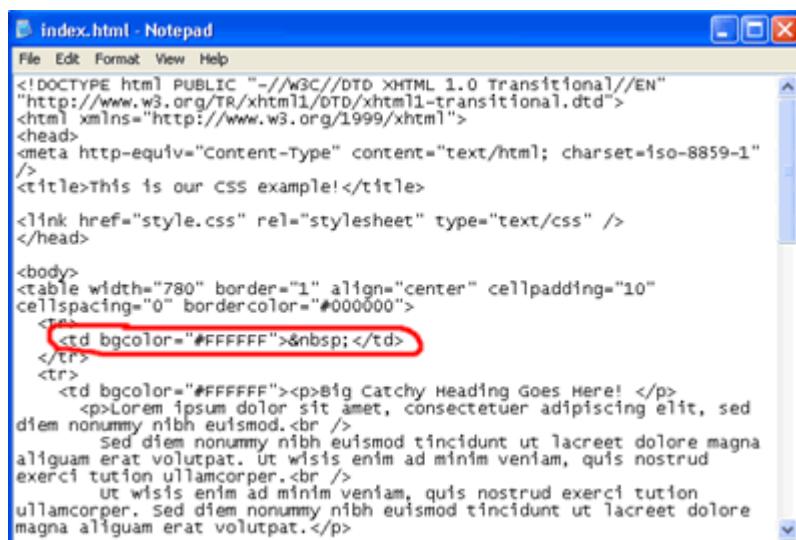 index.html - Notepad
File Edit Format View Help
<!DOCTYPE html PUBLIC "-//W3C//DTD XHTML 1.0 Transitional//EN"
"http://www.w3.org/TR/xhtml1/DTD/xhtml1-transitional.dtd">
<html xmlns="http://www.w3.org/1999/xhtml">
<head>
<meta http-equiv="Content-Type" content="text/html; charset=iso-8859-1"
/>
<title>This is our CSS example!</title>
<link href="style.css" rel="stylesheet" type="text/css" />
</head>
<body>
<table width="780" border="1" align="center" cellpadding="10"
cellspacing="0" bordercolor="#000000">
<tr>
<td bgcolor="#FFFFFF">&nbsp;</td>
</tr>
<tr>
<td bgcolor="#FFFFFF"><p>Big Catchy Heading Goes Here! </p>
<p>Lorem ipsum dolor sit amet, consectetuer adipiscing elit, sed
diem nonummy nibh euismod.<br />
Sed diem nonummy nibh euismod tincidunt ut lacreet dolore magna
aliguam erat volutpat. Ut wisis enim ad minim veniam, quis nostrud
exerci tution ullamcorper.<br />
Ut wisis enim ad minim veniam, quis nostrud exerci tution
ullamcorper. Sed diem nonummy nibh euismod tincidunt ut lacreet dolore
magna aliguam erat volutpat.</p>